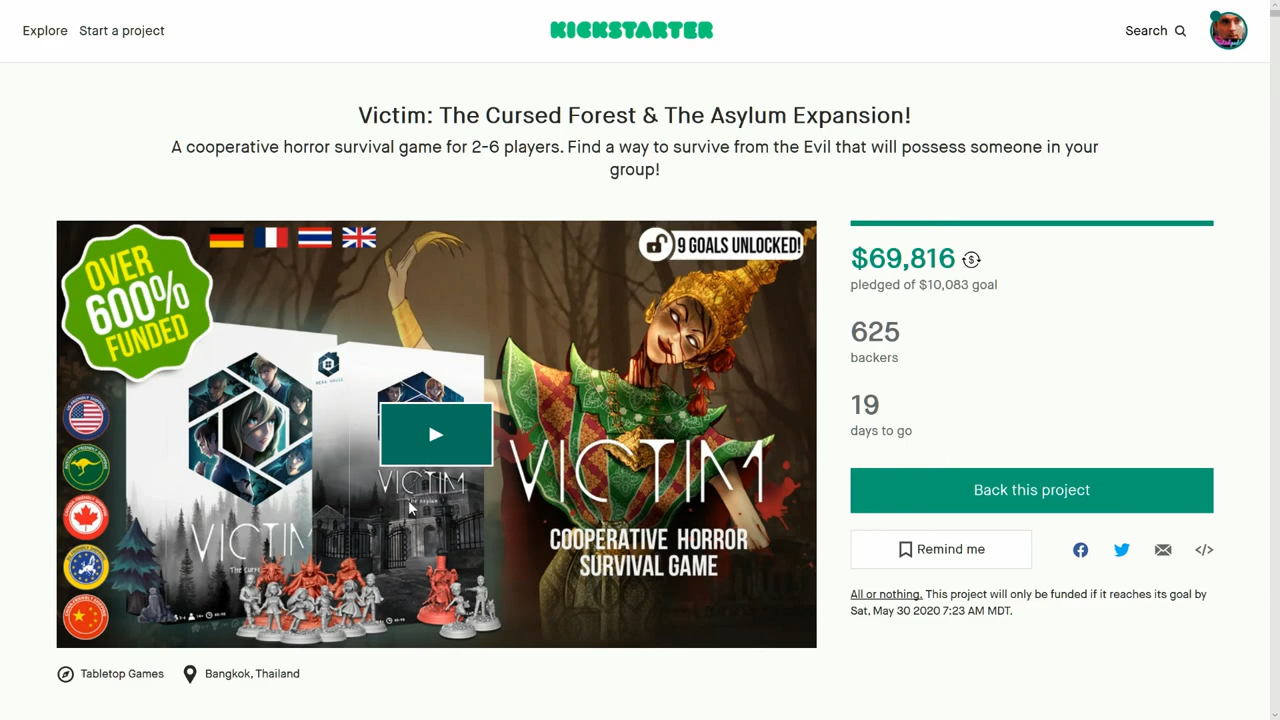 Explore Start a project
KICKSTARTER
Search
Victim: The Cursed Forest & The Asylum Expansion!
A cooperative horror survival game for 2-6 players. Find a way to survive from the Evil that will possess someone in your
group!
OVER
600%
FUNDED
9 GOALS UNLOCKED!
VICTIM
VICTIM
The Asylum
VICTIM
COOPERATIVE HORROR
SURVIVAL GAME
$69,816
pledged of $10,083 goal
625
backers
19
days to go
Back this project
Remind me
All or nothing. This project will only be funded if it reaches its goal by
Sat, May 30 2020 7:23 AM MDT.
Tabletop Games
Bangkok, Thailand